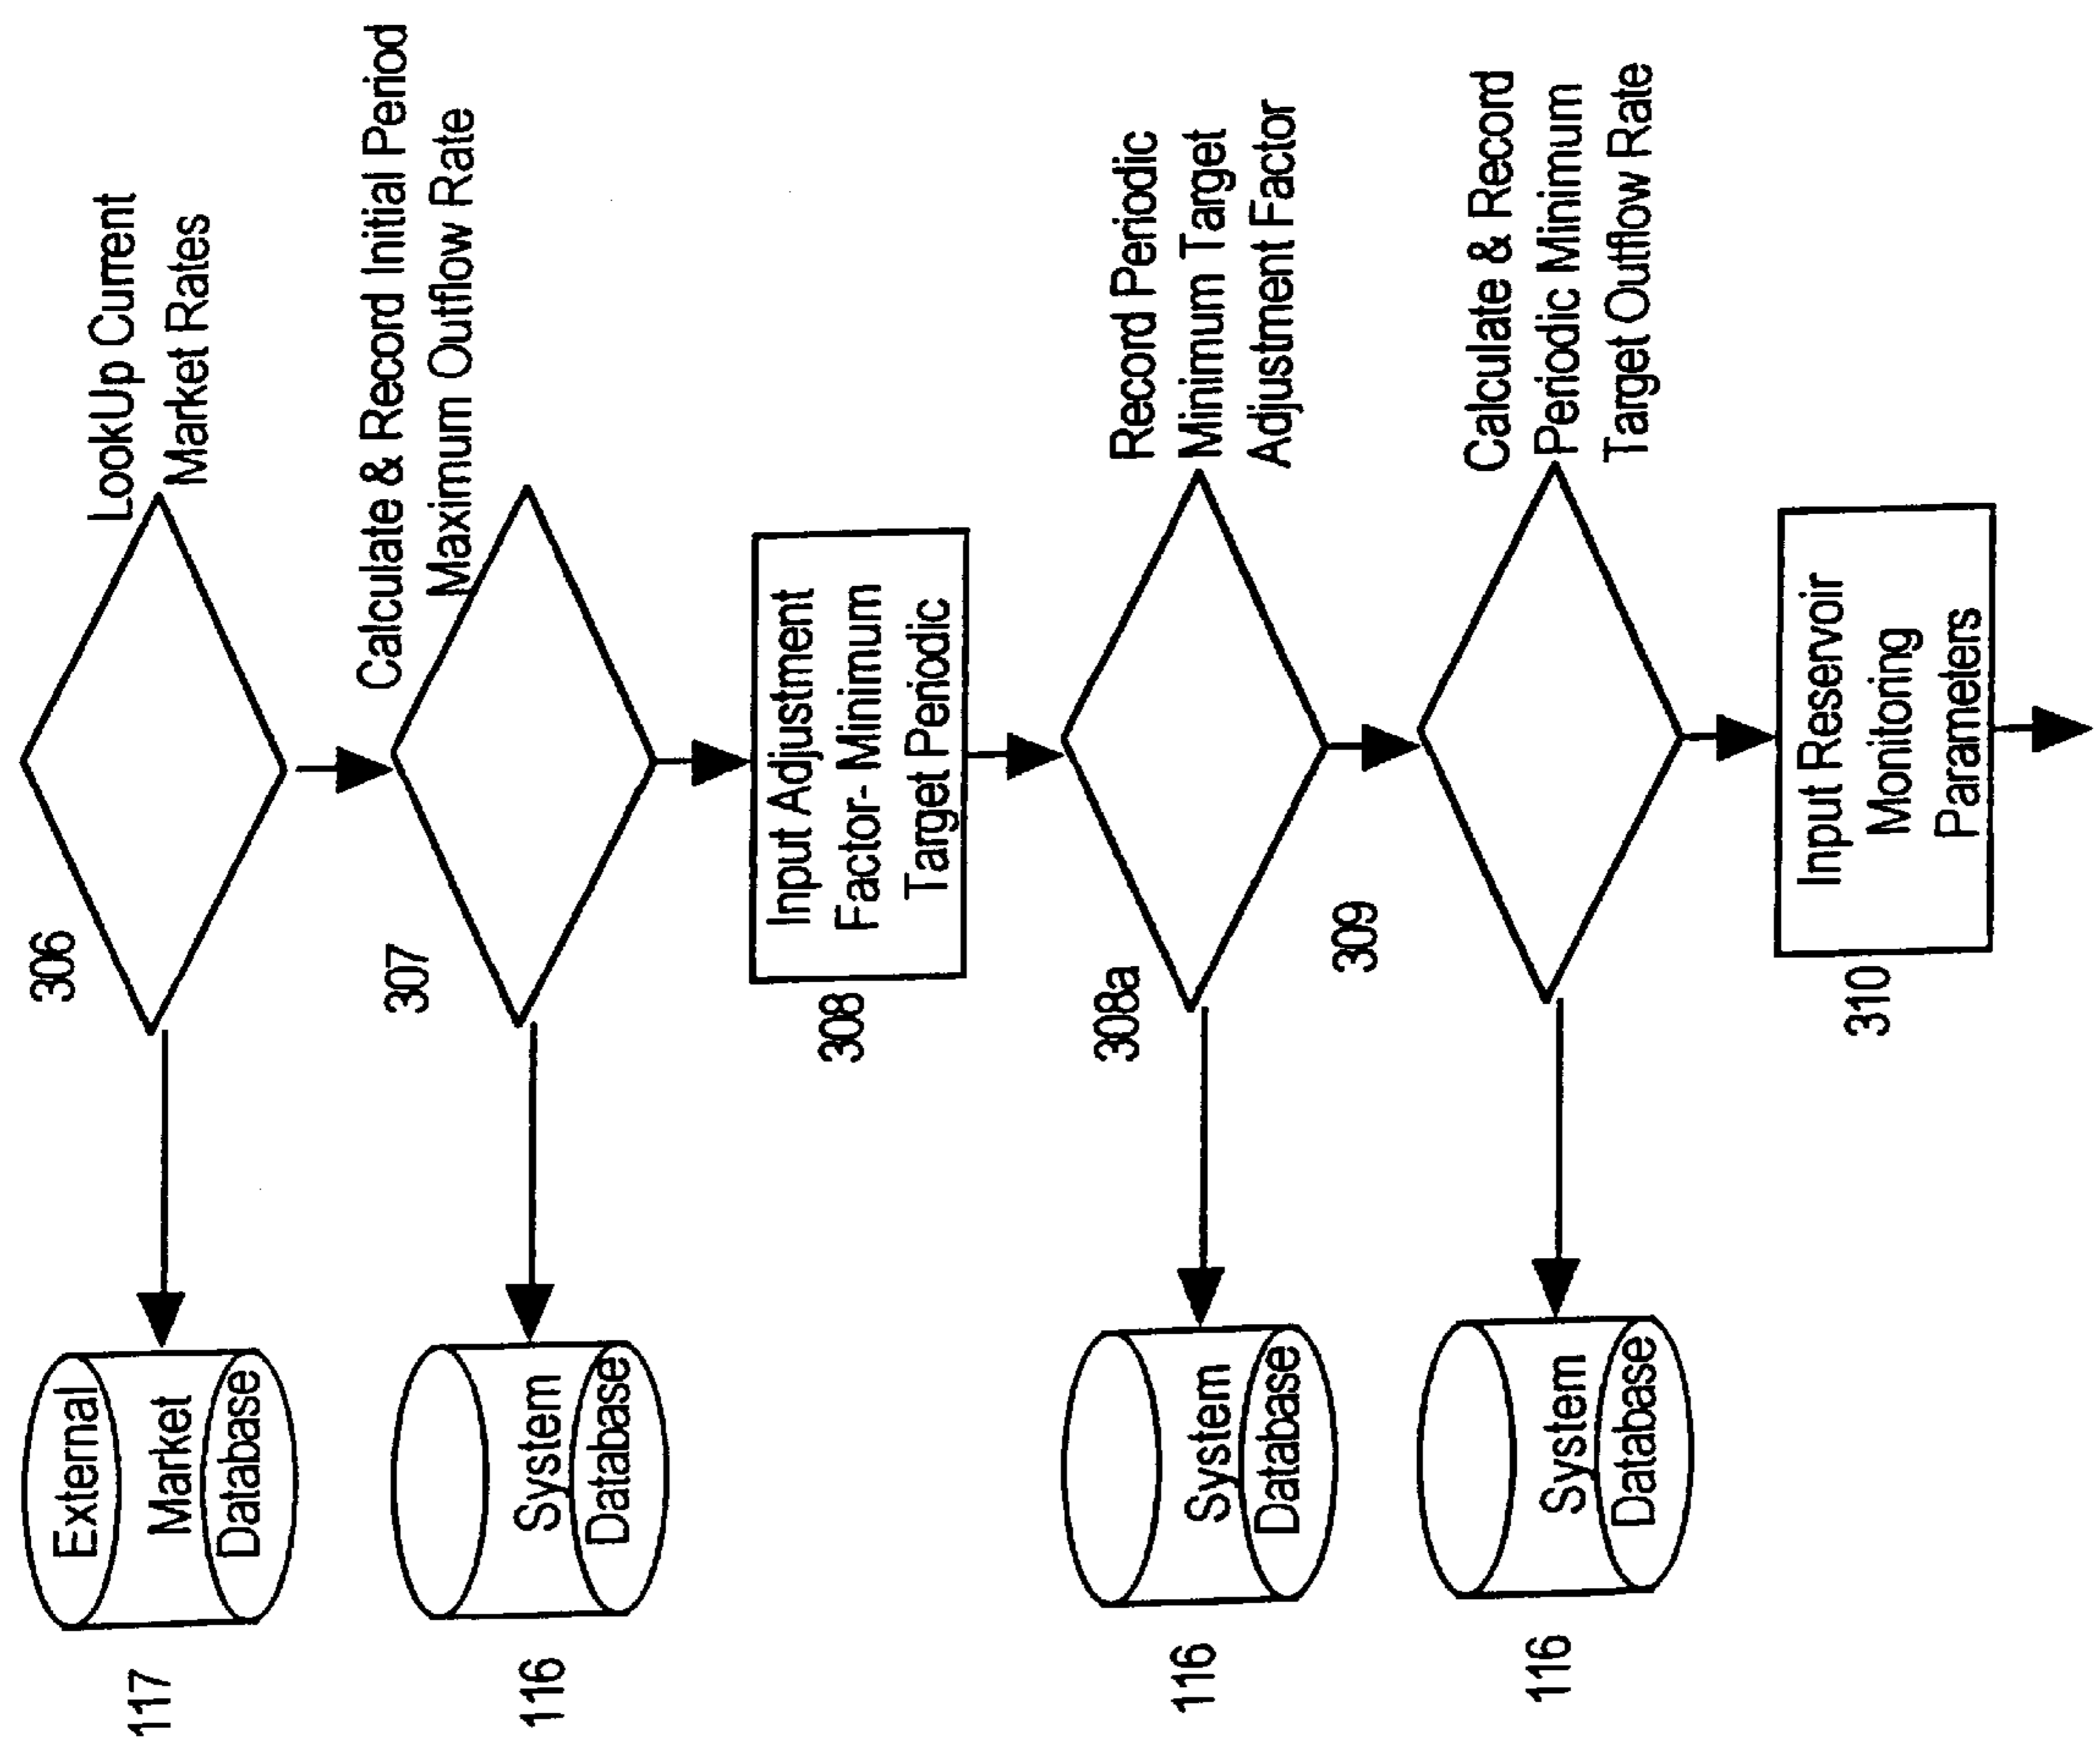 306
LookUp Current
Market Rates
117
External
Market
Database
307
Calculate & Record Initial Period
Maximum Outflow Rate
116
System
Database
308
Input Adjustment
Factor- Minimum
Target Periodic
308a
Record Periodic
Minimum Target
Adjustment Factor
116
System
Database
309
Calculate & Record
Periodic Minimum
Target Outflow Rate
116
System
Database
310
Input Reservoir
Monitoring
Parameters